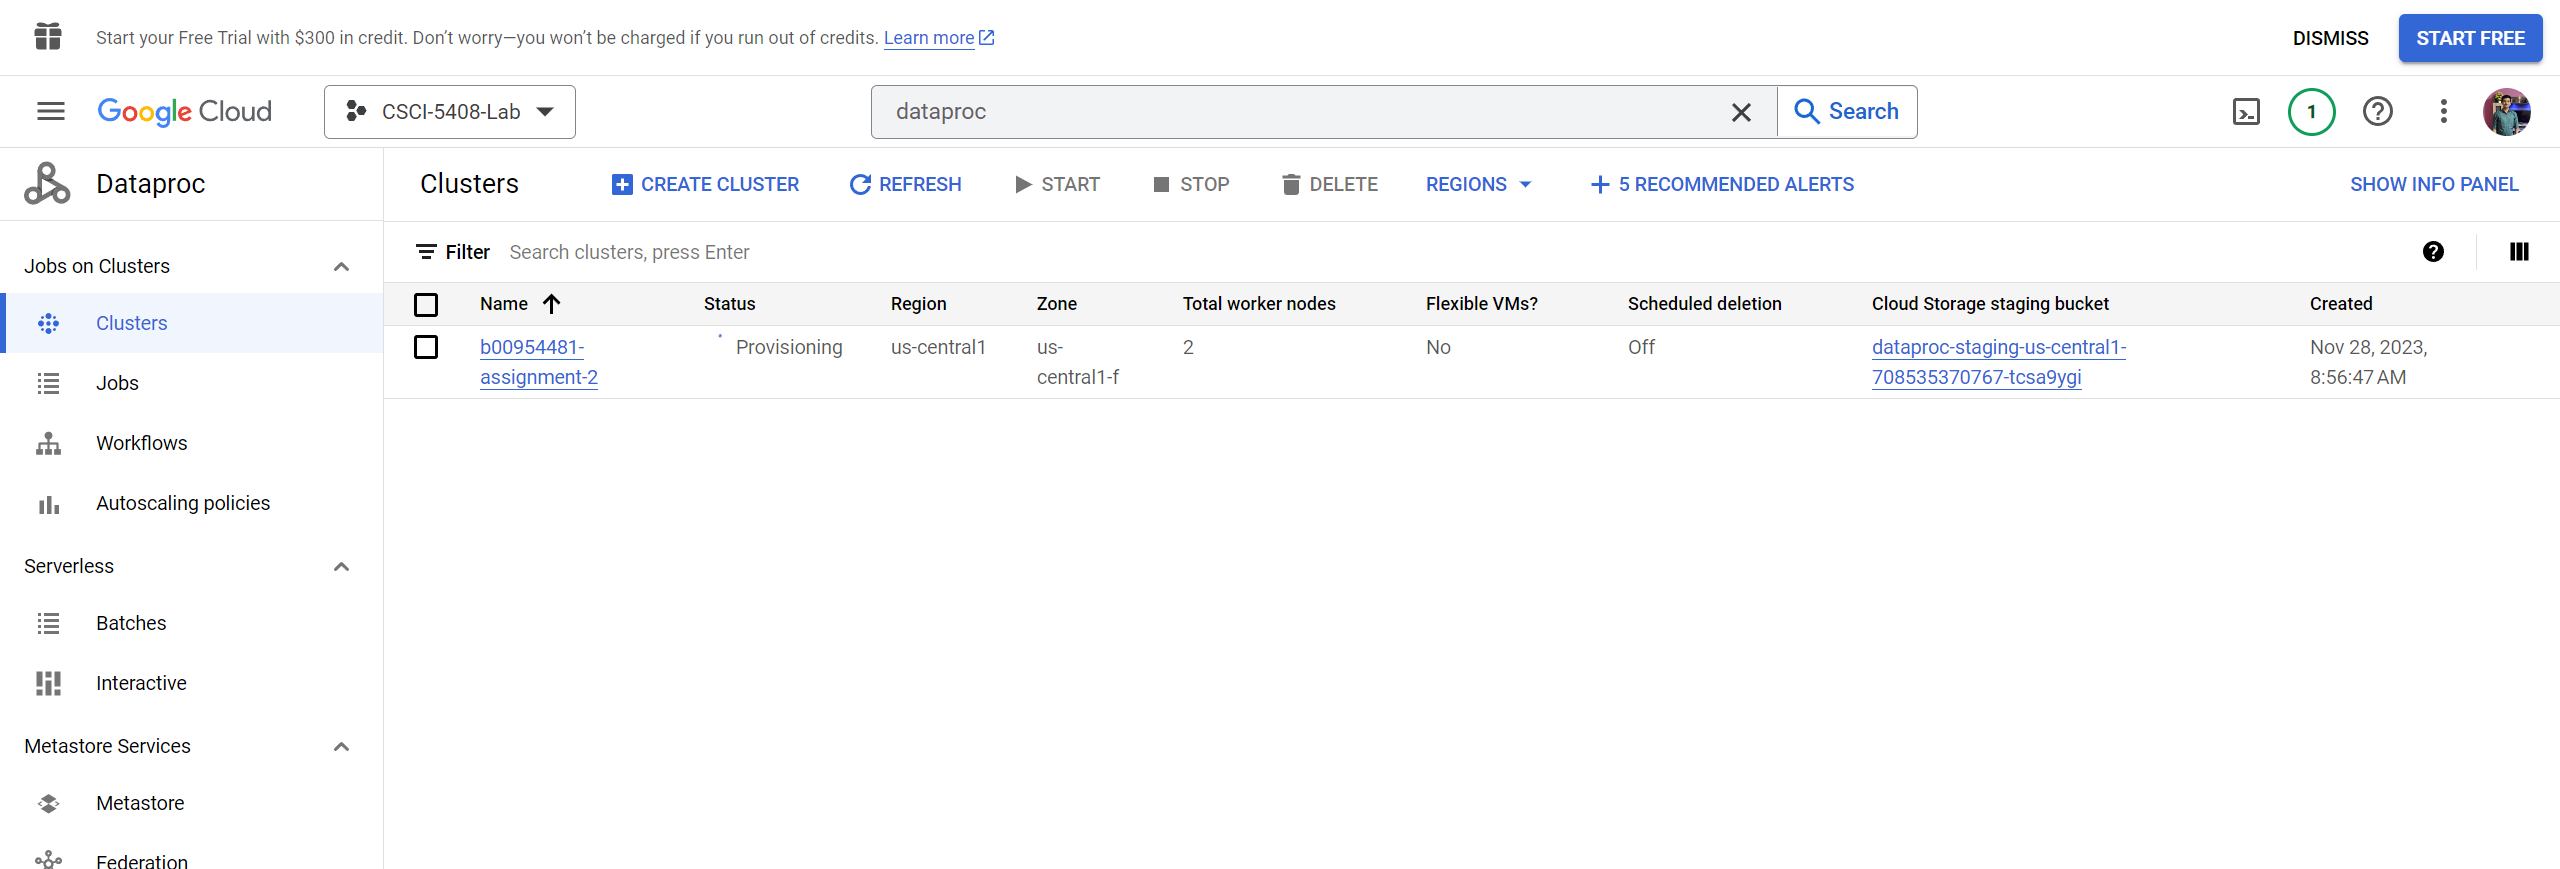 Start your Free Trial with $300 in credit. Don't worry—you won't be charged if you run out of credits. Learn more
DISMISS
START FREE
Google Cloud
CSCI-5408-Lab
dataproc
Search
1
Dataproc
Clusters
CREATE CLUSTER
REFRESH
START
STOP
DELETE
REGIONS
5 RECOMMENDED ALERTS
SHOW INFO PANEL
Jobs on Clusters
Clusters
Jobs
Workflows
Autoscaling policies
Serverless
Batches
Interactive
Metastore Services
Metastore
Federation
Filter Search clusters, press Enter
Name Status Region Zone Total worker nodes Flexible VMs? Scheduled deletion Cloud Storage staging bucket Created
b00954481- Provisioning us-central1 us- 2 No Off dataproc-staging-us-central1- Nov 28, 2023,
assignment-2 central1-f 708535370767-tcsa9ygi 8:56:47 AM